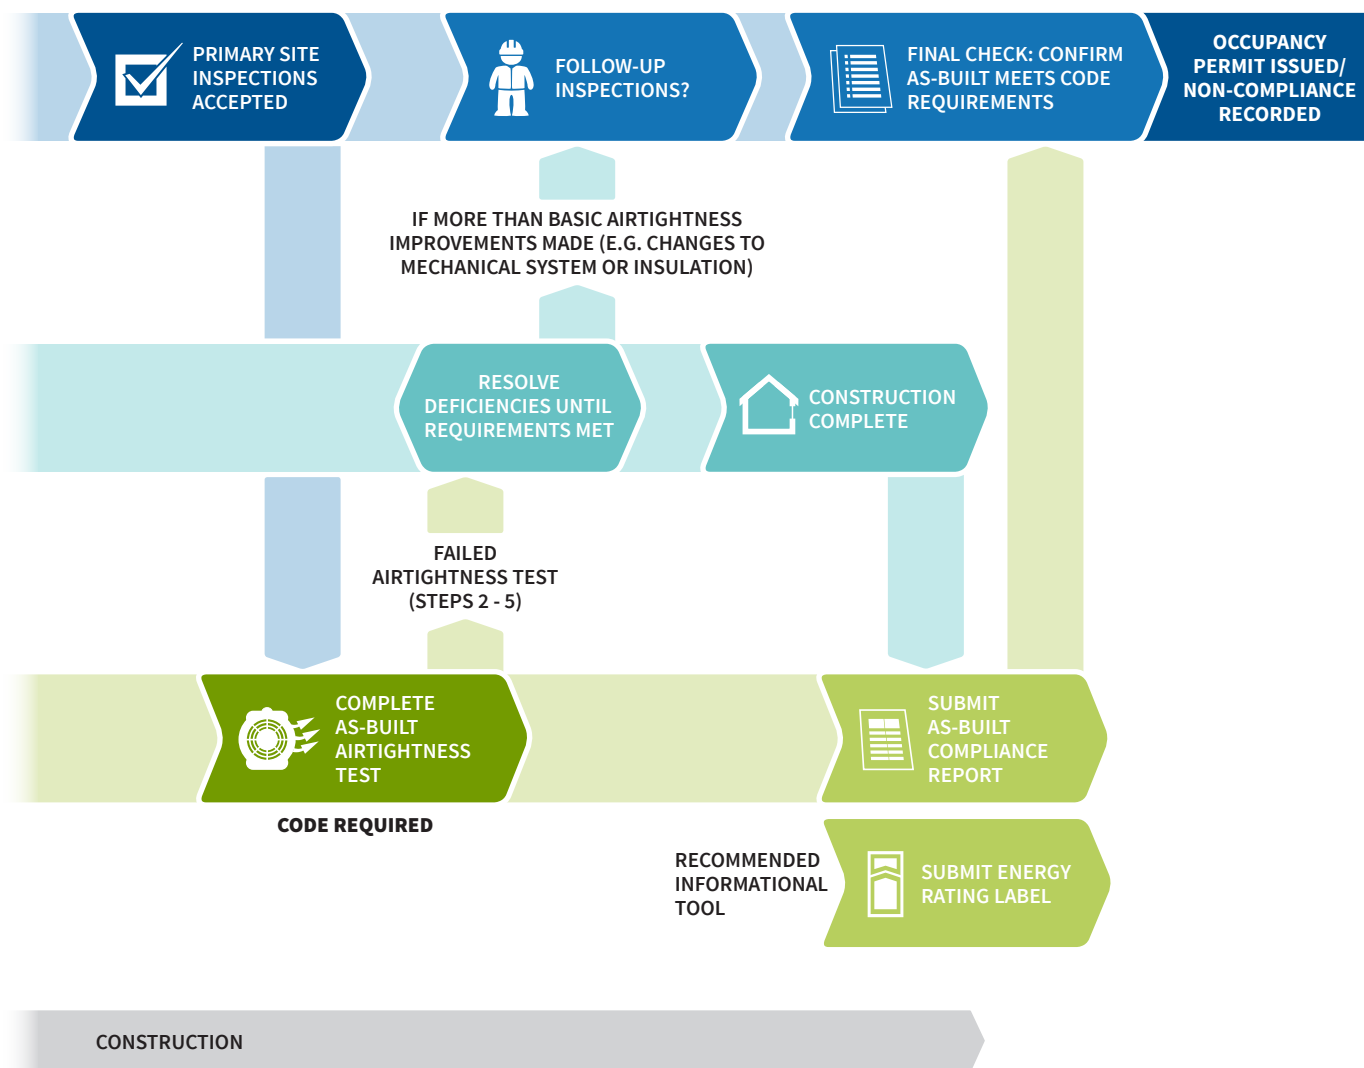 PRIMARY SITE
INSPECTIONS
ACCEPTED
FOLLOW-UP
INSPECTIONS?
FINAL CHECK: CONFIRM
AS-BUILT MEETS CODE
REQUIREMENTS
OCCUPANCY
PERMIT ISSUED/
NON-COMPLIANCE
RECORDED
IF MORE THAN BASIC AIRTIGHTNESS
IMPROVEMENTS MADE (E.G. CHANGES TO
MECHANICAL SYSTEM OR INSULATION)
RESOLVE
DEFICIENCIES UNTIL
REQUIREMENTS MET
CONSTRUCTION
COMPLETE
FAILED
AIRTIGHTNESS TEST
(STEPS 2 - 5)
COMPLETE
AS-BUILT
AIRTIGHTNESS
TEST
CODE REQUIRED
SUBMIT
AS-BUILT
COMPLIANCE
REPORT
RECOMMENDED
INFORMATIONAL
TOOL
SUBMIT ENERGY
RATING LABEL
CONSTRUCTION